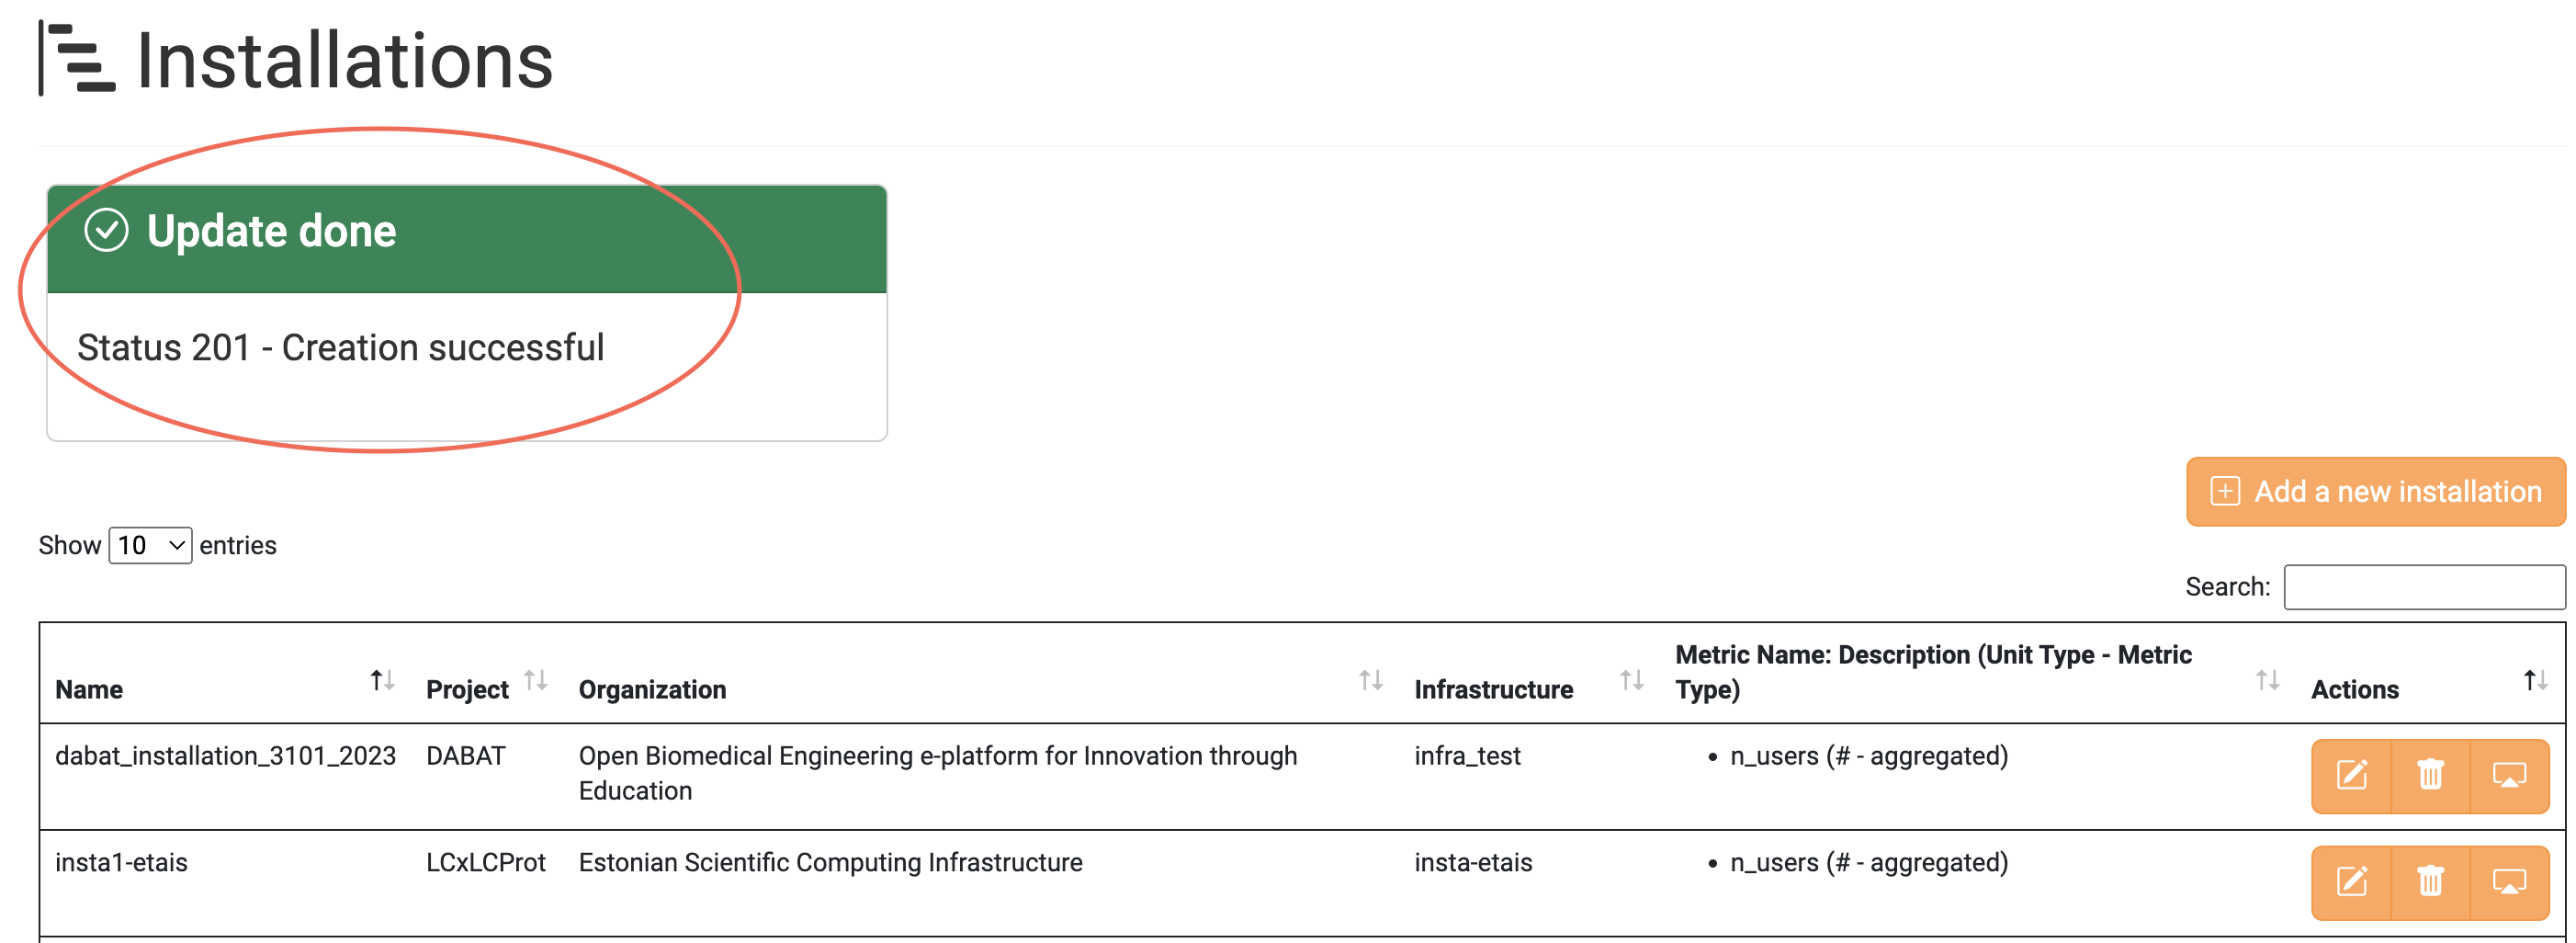 Installations
Update done
Status 201 - Creation successful
Add a new installation
Show 10 entries
Search:
Name Project Organization Infrastructure Metric Name: Description (Unit Type - Metric
Type) Actions
dabat_installation_3101_2023 DABAT Open Biomedical Engineering e-platform for Innovation through infra_test • n_users (# - aggregated)
Education
insta1-etais LCxLCProt Estonian Scientific Computing Infrastructure insta-etais • n_users (# - aggregated)